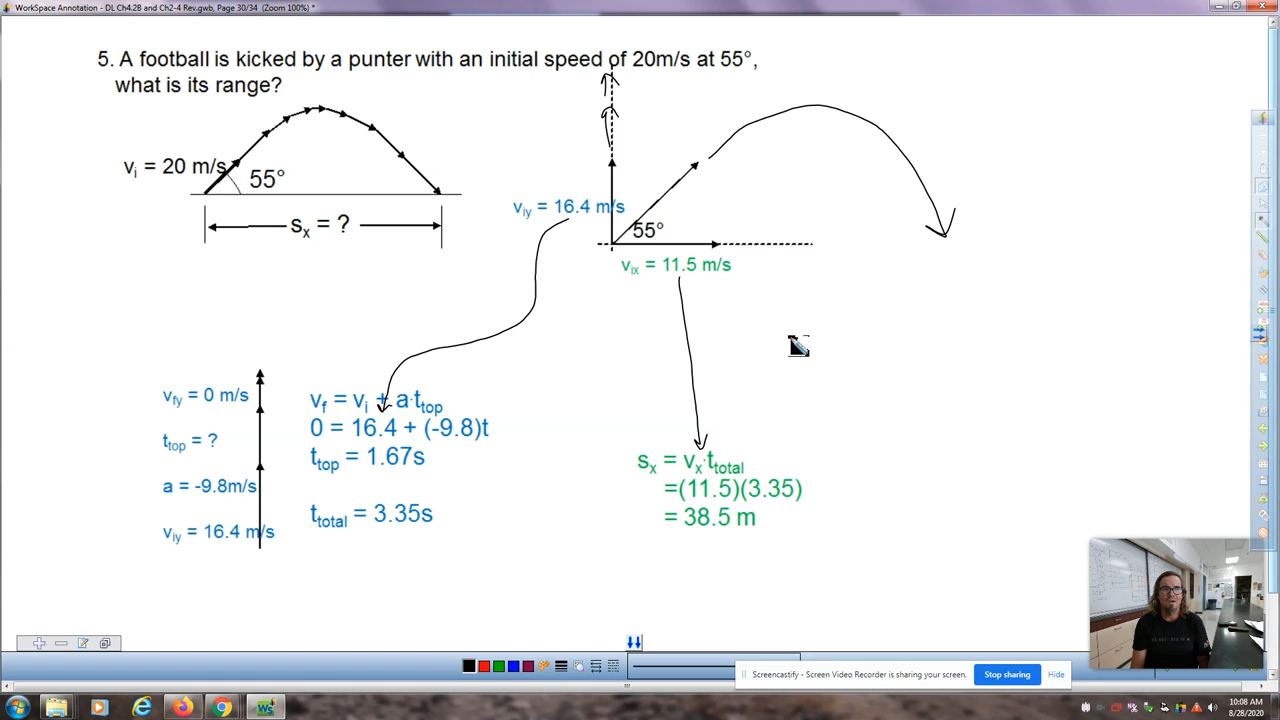 WorkSpace Annotation - DL Ch4.2B and Ch2-4 Rev.gwb, Page 30/34 (Zoom 100%) *
5. A football is kicked by a punter with an initial speed of 20m/s at 55°,
what is its range?
vi = 20 m/s
55°
sx = ?
viy = 16.4 m/s
55°
vix = 11.5 m/s
vfy = 0 m/s
ttop = ?
a = -9.8m/s
viy = 16.4 m/s
vf = vi + a·ttop
0 = 16.4 + (-9.8)t
ttop = 1.67s
ttotal = 3.35s
sx = vx·ttotal
=(11.5)(3.35)
= 38.5 m
Screencastify - Screen Video Recorder is sharing your screen.
Stop sharing
Hide
10:08 AM
8/28/2020